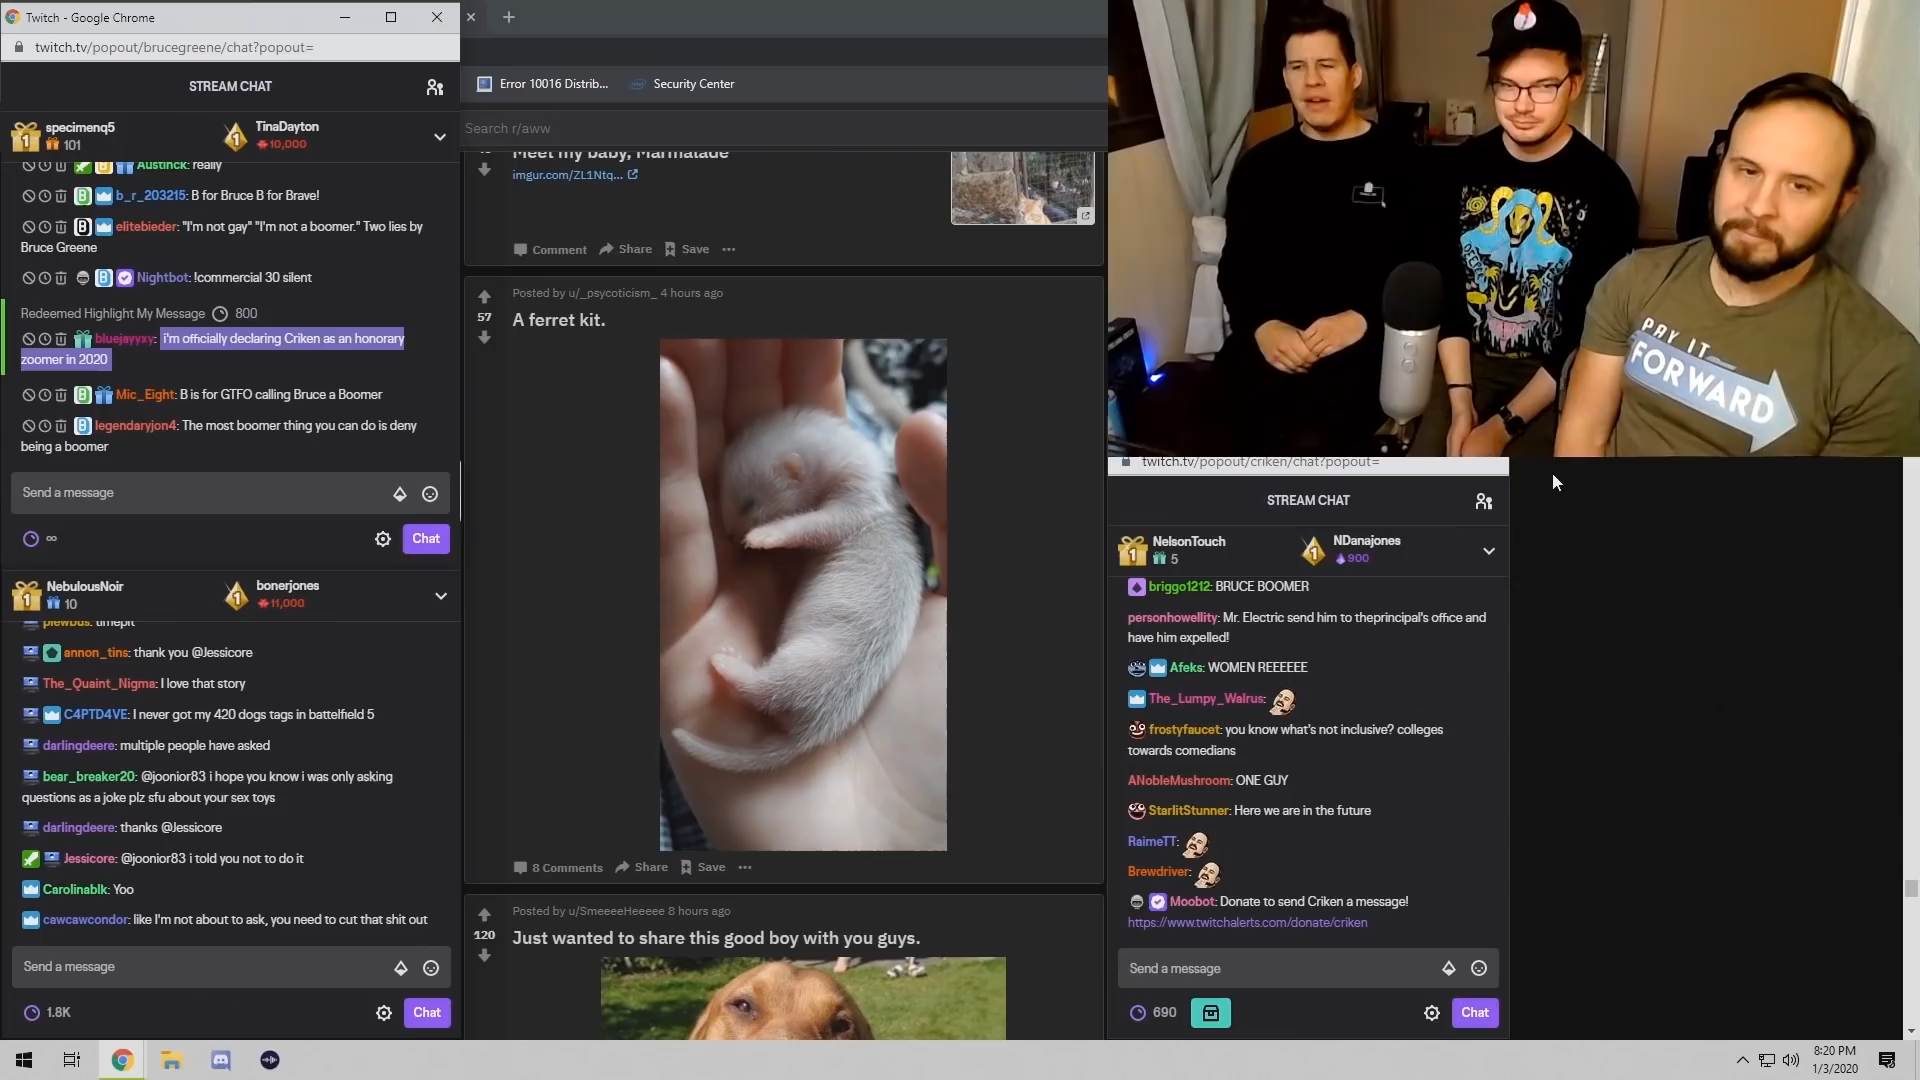 Twitch - Google Chrome
twitch.tv/popout/brucegreene/chat?popout=
STREAM CHAT
specimenq5
101
TinaDayton
10,000
Austinck: really
b_r_203215: B for Bruce B for Brave!
elitebieder: "I'm not gay" "I'm not a boomer." Two lies by
Bruce Greene
Nightbot: !commercial 30 silent
Redeemed Highlight My Message 800
bluejayyxy: i'm officially declaring Criken as an honorary
zoomer in 2020
Mic_Eight: B is for GTFO calling Bruce a Boomer
legendaryjon4: The most boomer thing you can do is deny
being a boomer
Send a message
∞
Chat
NebulousNoir
10
bonerjones
11,000
plewbus: timepit
annon_tins: thank you @Jessicore
The_Quaint_Nigma: I love that story
C4PTD4VE: I never got my 420 dogs tags in battelfield 5
darlingdeere: multiple people have asked
bear_breaker20: @joonior83 i hope you know i was only asking
questions as a joke plz sfu about your sex toys
darlingdeere: thanks @Jessicore
Jessicore: @joonior83 i told you not to do it
Carolinablk: Yoo
cawcawcondor: like I'm not about to ask, you need to cut that shit out
Send a message
1.8K
Chat
Error 10016 Distrib...
Security Center
Search r/aww
Meet my baby, Marmalade
imgur.com/ZL1Ntq...
Comment Share Save
Posted by u/_psycoticism_ 4 hours ago
57
A ferret kit.
8 Comments Share Save
Posted by u/SmeeeeHeeeee 8 hours ago
120
Just wanted to share this good boy with you guys.
PAY IT
FORWARD
twitch.tv/popout/criken/chat?popout=
STREAM CHAT
NelsonTouch
5
NDanajones
900
briggo1212: BRUCE BOOMER
personhowellity: Mr. Electric send him to theprincipal's office and
have him expelled!
Afeks: WOMEN REEEEEE
The_Lumpy_Walrus:
frostyfaucet: you know what's not inclusive? colleges
towards comedians
ANobleMushroom: ONE GUY
StarlitStunner: Here we are in the future
RaimeTT:
Brewdriver:
Moobot: Donate to send Criken a message!
https://www.twitchalerts.com/donate/criken
Send a message
690
Chat
8:20 PM
1/3/2020